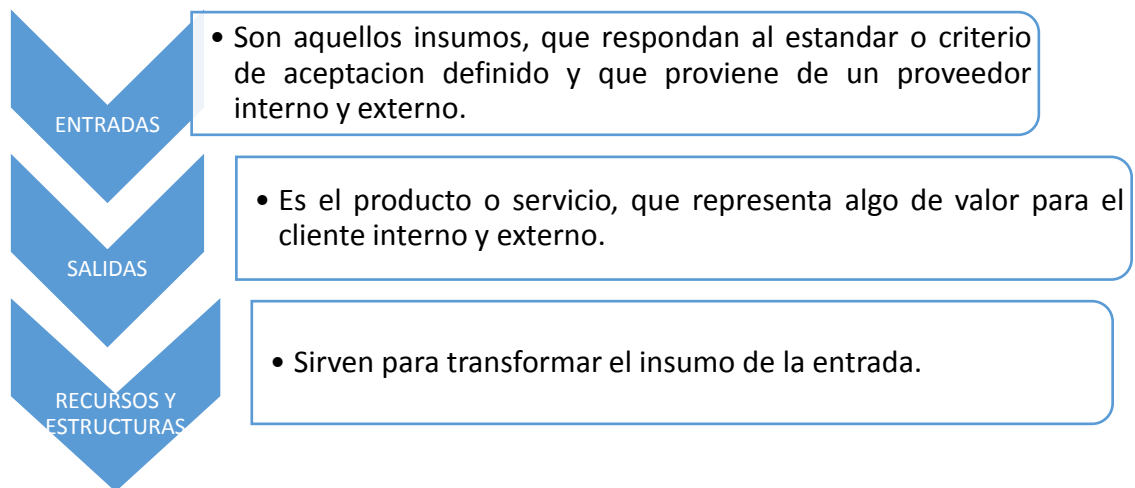 ENTRADAS
• Son aquellos insumos, que respondan al estandar o criterio
de aceptacion definido y que proviene de un proveedor
interno y externo.
SALIDAS
• Es el producto o servicio, que representa algo de valor para el
cliente interno y externo.
RECURSOS Y
ESTRUCTURAS
• Sirven para transformar el insumo de la entrada.